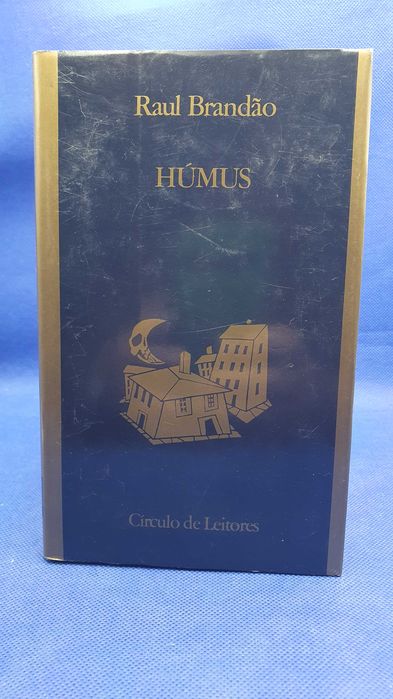 Raul Brandão
HÚMUS
Círculo de Leitores